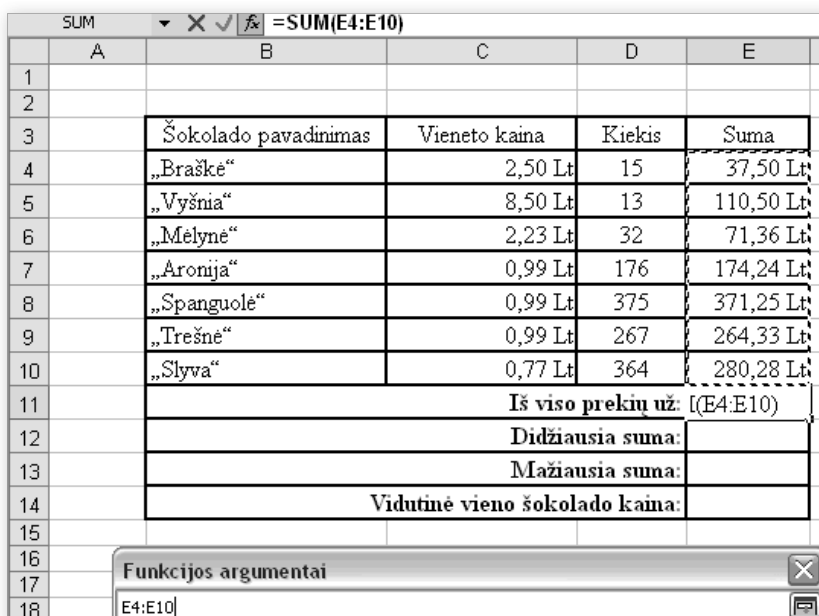 SUM =SUM(E4:E10)
A B C D E
1
2
3 Šokolado pavadinimas Vieneto kaina Kiekis Suma
4 „Braškė“ 2,50 Lt 15 37,50 Lt
5 „Vyšnia“ 8,50 Lt 13 110,50 Lt
6 „Mėlynė“ 2,23 Lt 32 71,36 Lt
7 „Aronija“ 0,99 Lt 176 174,24 Lt
8 „Spanguolė“ 0,99 Lt 375 371,25 Lt
9 „Trešnė“ 0,99 Lt 267 264,33 Lt
10 „Slyva“ 0,77 Lt 364 280,28 Lt
11 Iš viso prekių už: (E4:E10)
12 Didžiausia suma:
13 Mažiausia suma:
14 Vidutinė vieno šokolado kaina:
15
16
17 Funkcijos argumentai
18 E4:E10